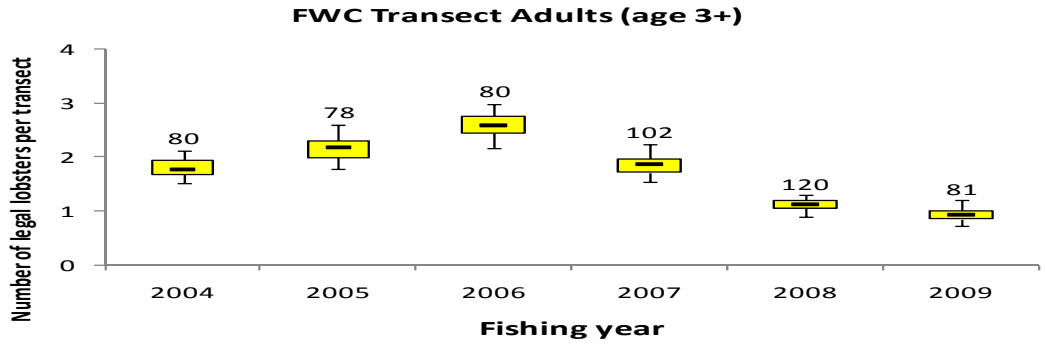 FWC Transect Adults (age 3+)
Number of legal lobsters per transect
4
3
2
1
0
80
78
80
102
120
81
2004 2005 2006 2007 2008 2009
Fishing year